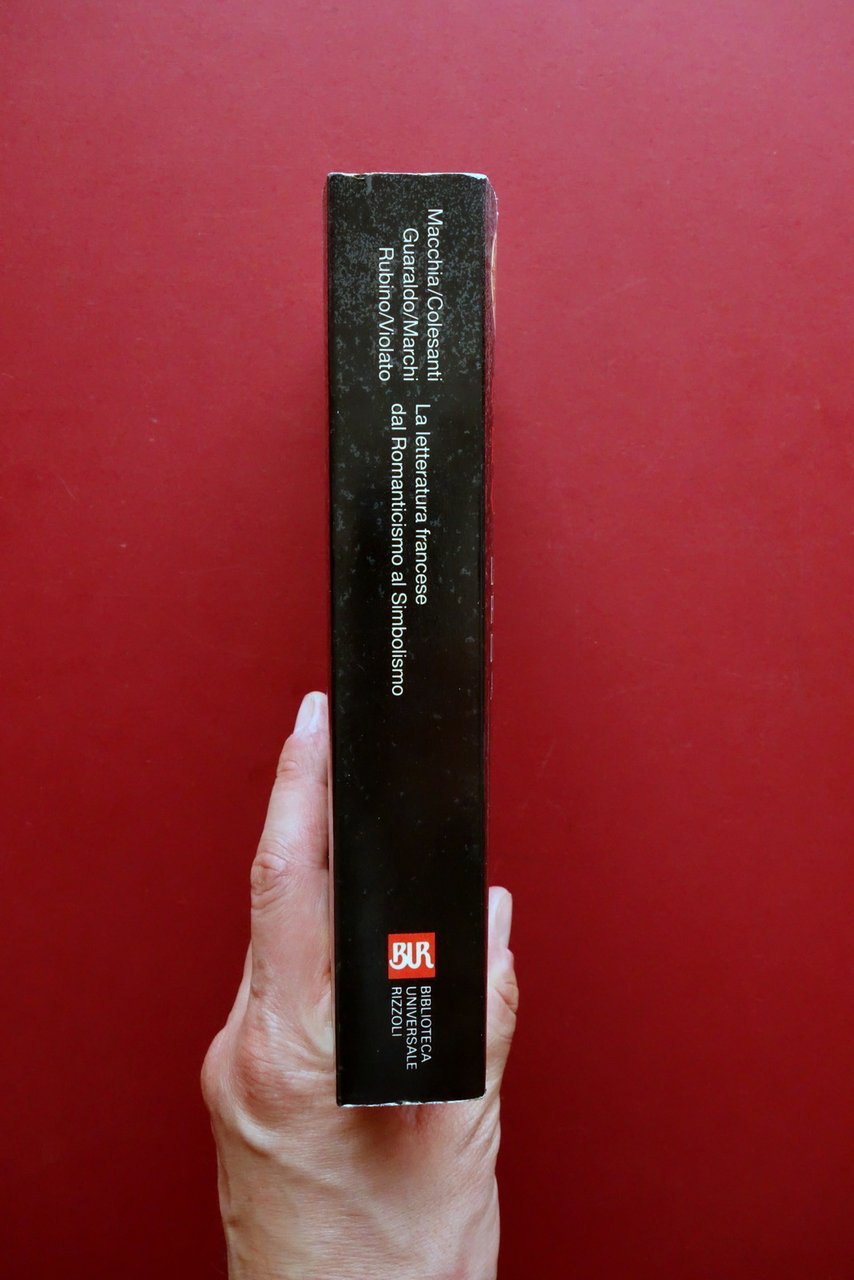 Macchia/Colesanti
Guaraldo/Marchi
Rubino/Violato
La letteratura francese
dal Romanticismo al Simbolismo
BUR
BIBLIOTECA
UNIVERSALE
RIZZOLI